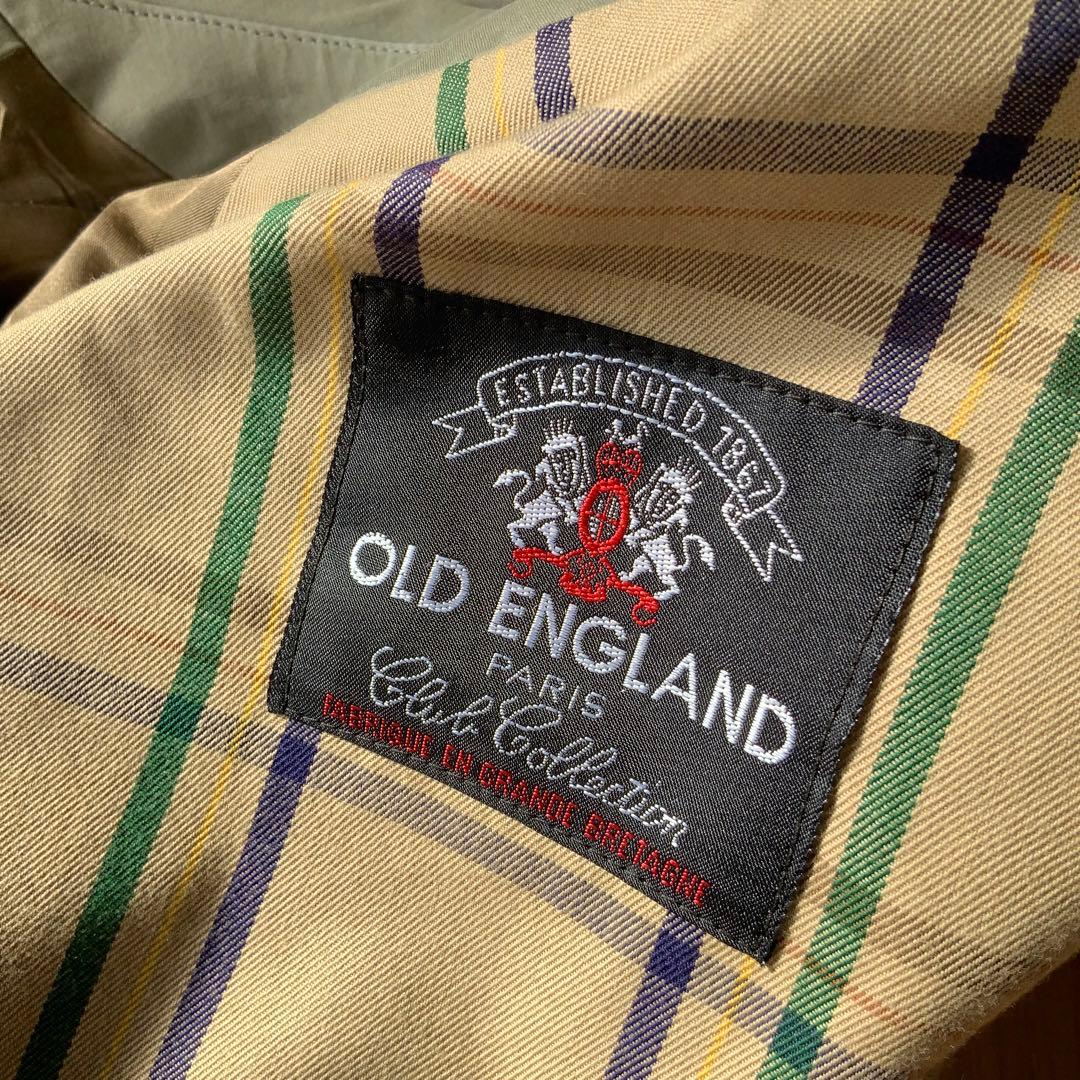 ESTABLISHED 1867
OLD ENGLAND
PARIS
Club Collection
FABRIQUE EN GRANDE BRETAGNE